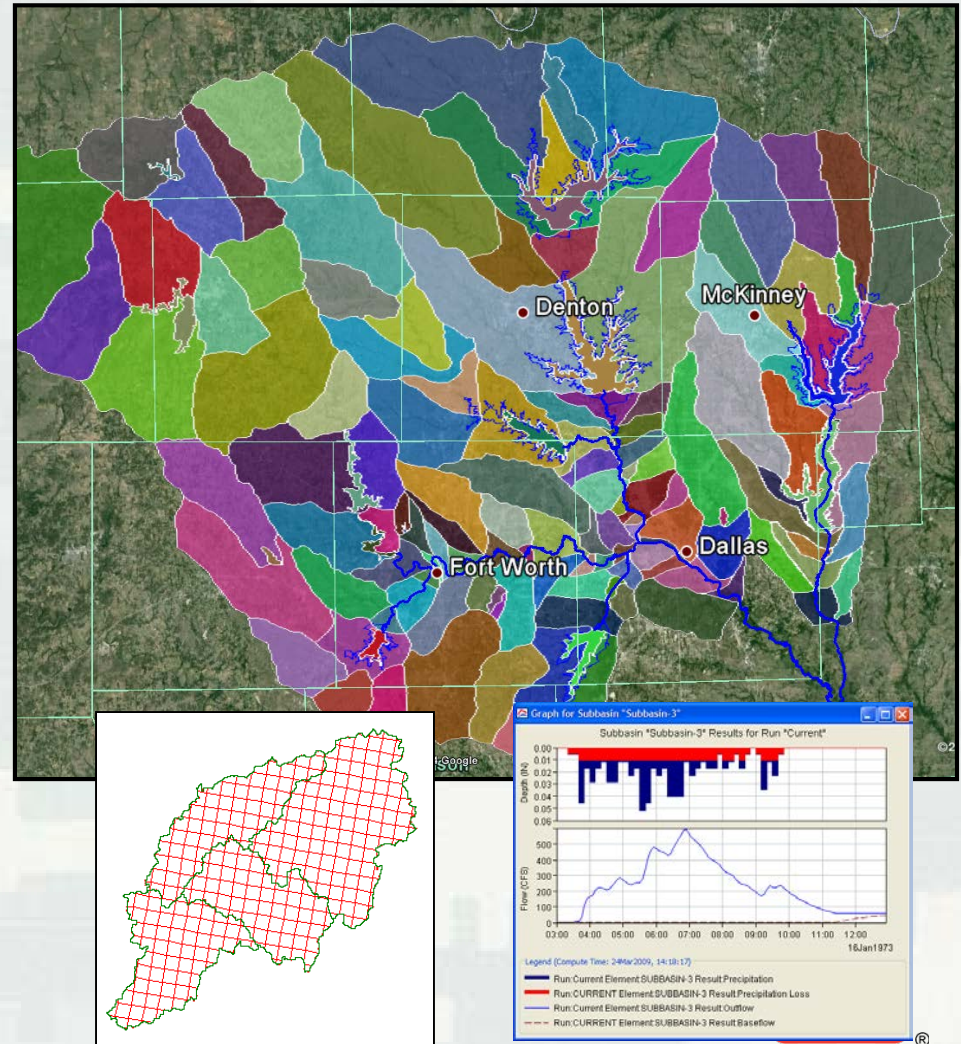 Denton
McKinney
Dallas
Fort Worth
Google
©2
Graph for Subbasin "Subbasin-3"
Subbasin "Subbasin-3" Results for Run "Current"
Depth (IN)
0.00
0.01
0.02
0.03
0.04
0.05
0.06
Flow (CFS)
500
400
300
200
100
0
03:00 04:00 05:00 06:00 07:00 08:00 09:00 10:00 11:00 12:00
16Jan1973
Legend (Compute Time: 24Mar2009, 14:18:17)
Run:Current Element:SUBBASIN-3 Result:Precipitation
Run:CURRENT Element:SUBBASIN-3 Result:Precipitation Loss
Run:Current Element:SUBBASIN-3 Result:Outflow
Run:CURRENT Element:SUBBASIN-3 Result:Baseflow
®